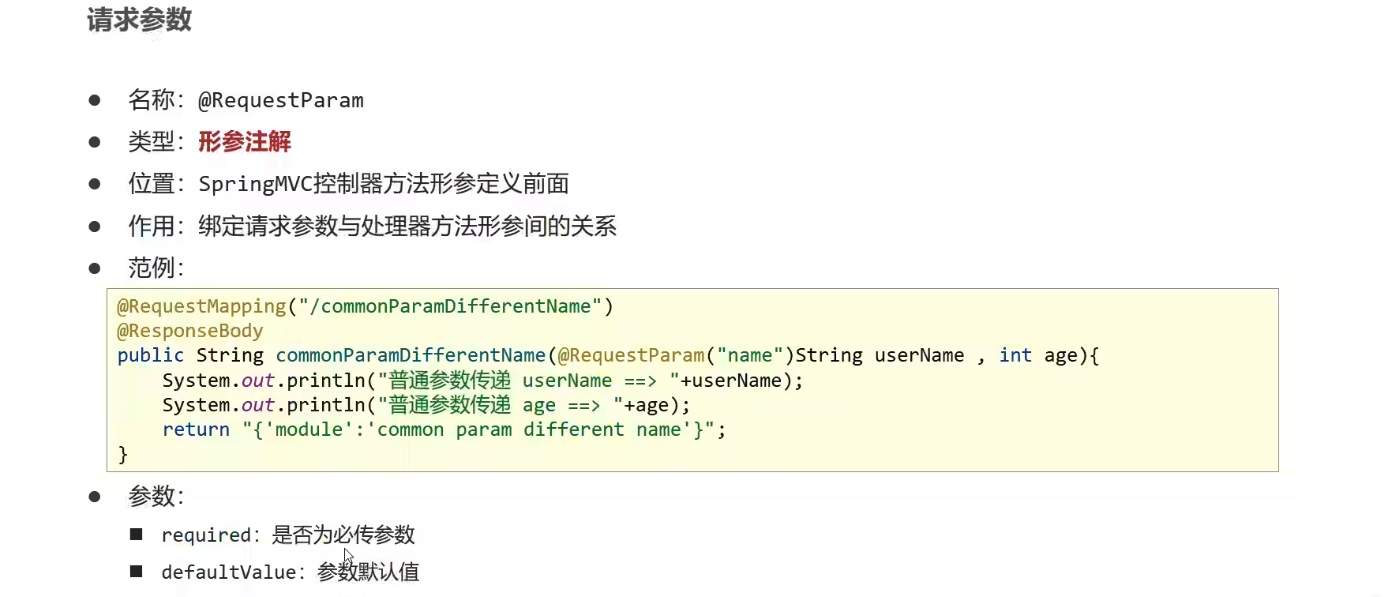 请求参数
● 名称：@RequestParam
● 类型：形参注解
● 位置：SpringMVC控制器方法形参定义前面
● 作用：绑定请求参数与处理器方法形参间的关系
● 范例：
@RequestMapping("/commonParamDifferentName")
@ResponseBody
public String commonParamDifferentName(@RequestParam("name")String userName , int age){
    System.out.println("普通参数传递 userName ==> "+userName);
    System.out.println("普通参数传递 age ==> "+age);
    return "{'module':'common param different name'}";
}
● 参数：
■ required：是否为必传参数
■ defaultValue：参数默认值